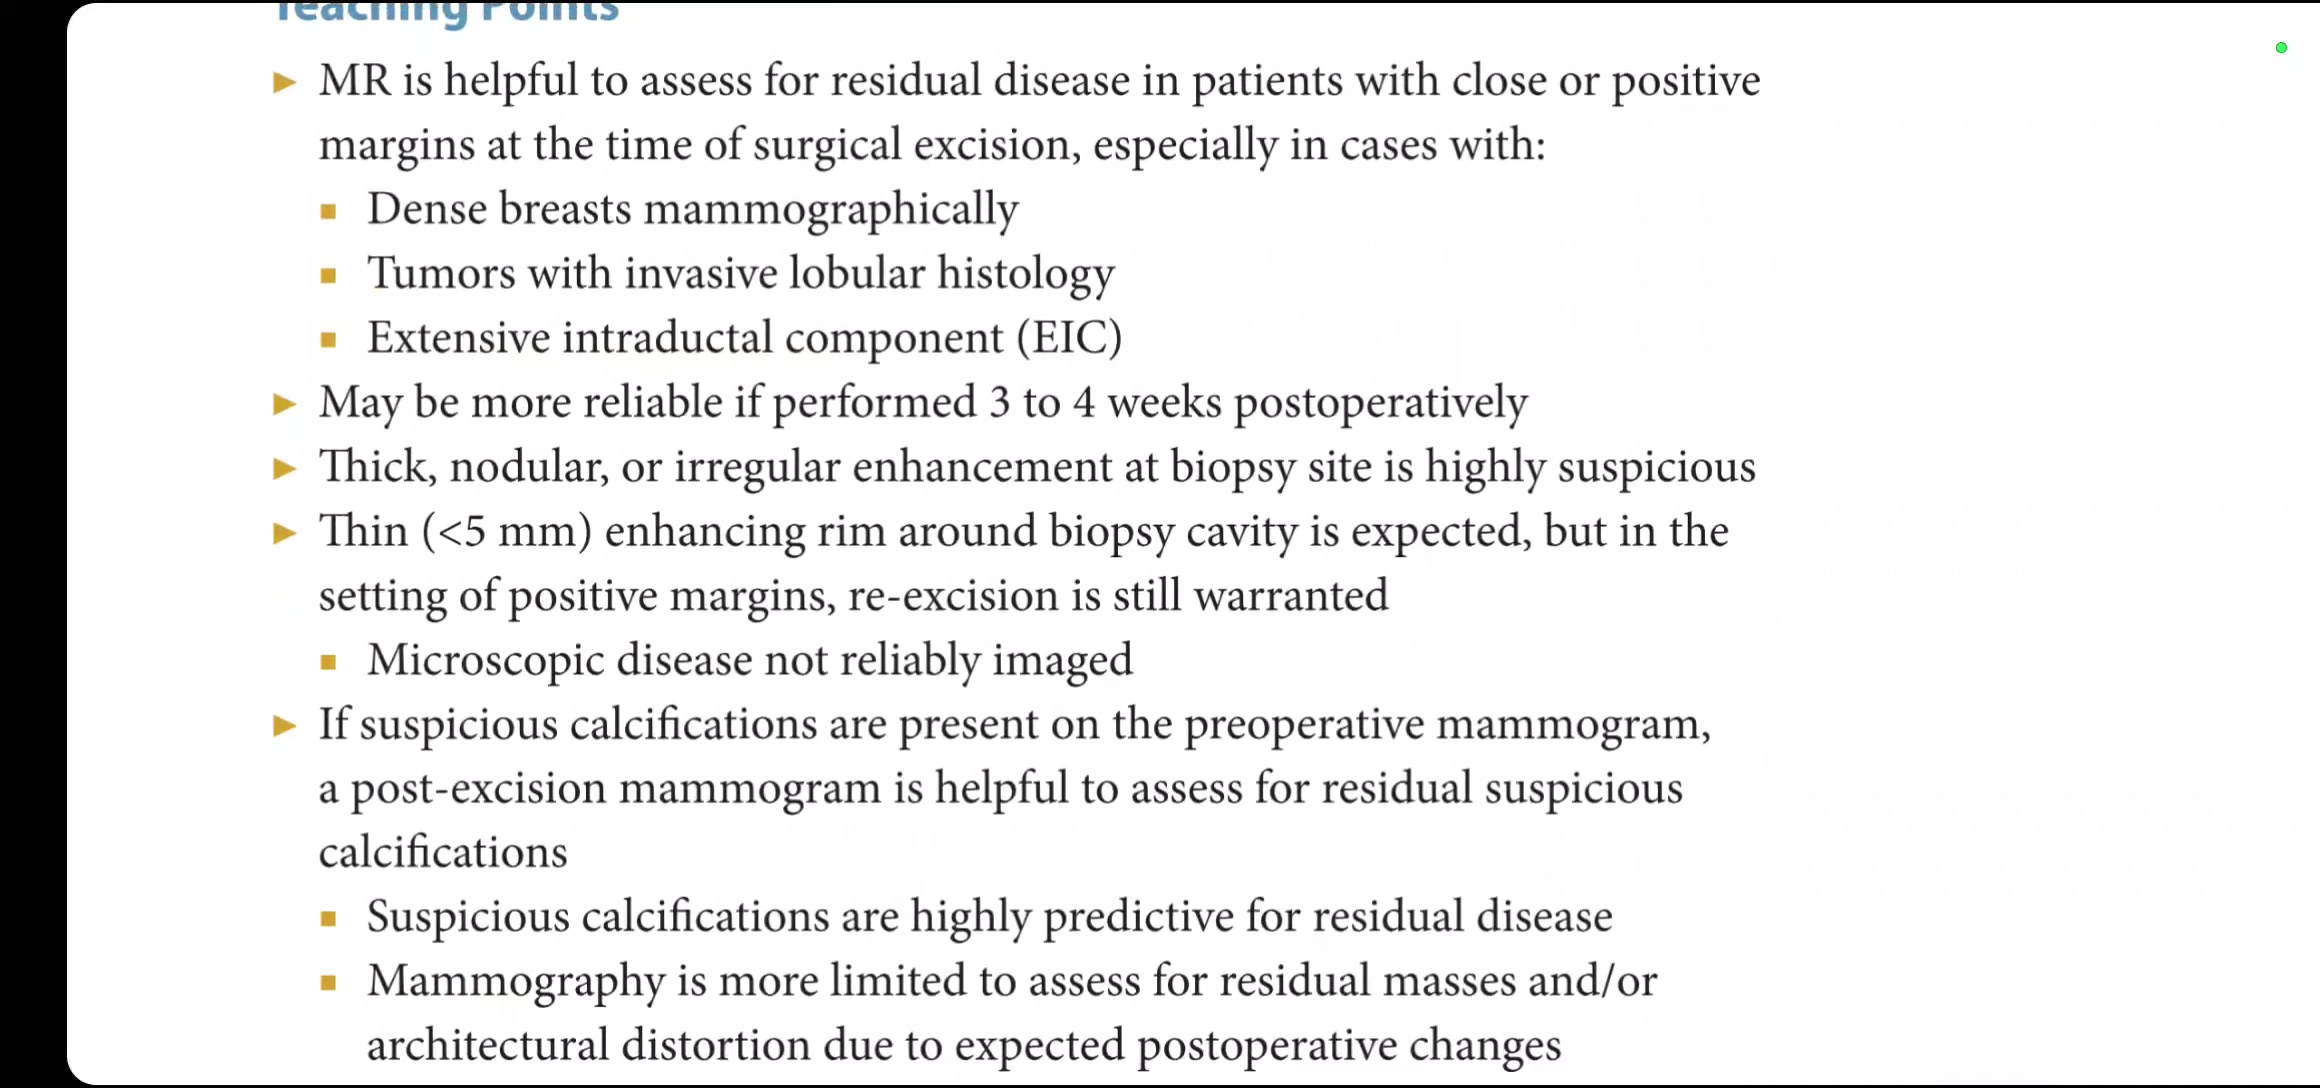 Teaching Points
► MR is helpful to assess for residual disease in patients with close or positive
margins at the time of surgical excision, especially in cases with:
■ Dense breasts mammographically
■ Tumors with invasive lobular histology
■ Extensive intraductal component (EIC)
► May be more reliable if performed 3 to 4 weeks postoperatively
► Thick, nodular, or irregular enhancement at biopsy site is highly suspicious
► Thin (<5 mm) enhancing rim around biopsy cavity is expected, but in the
setting of positive margins, re-excision is still warranted
■ Microscopic disease not reliably imaged
► If suspicious calcifications are present on the preoperative mammogram,
a post-excision mammogram is helpful to assess for residual suspicious
calcifications
■ Suspicious calcifications are highly predictive for residual disease
■ Mammography is more limited to assess for residual masses and/or
architectural distortion due to expected postoperative changes